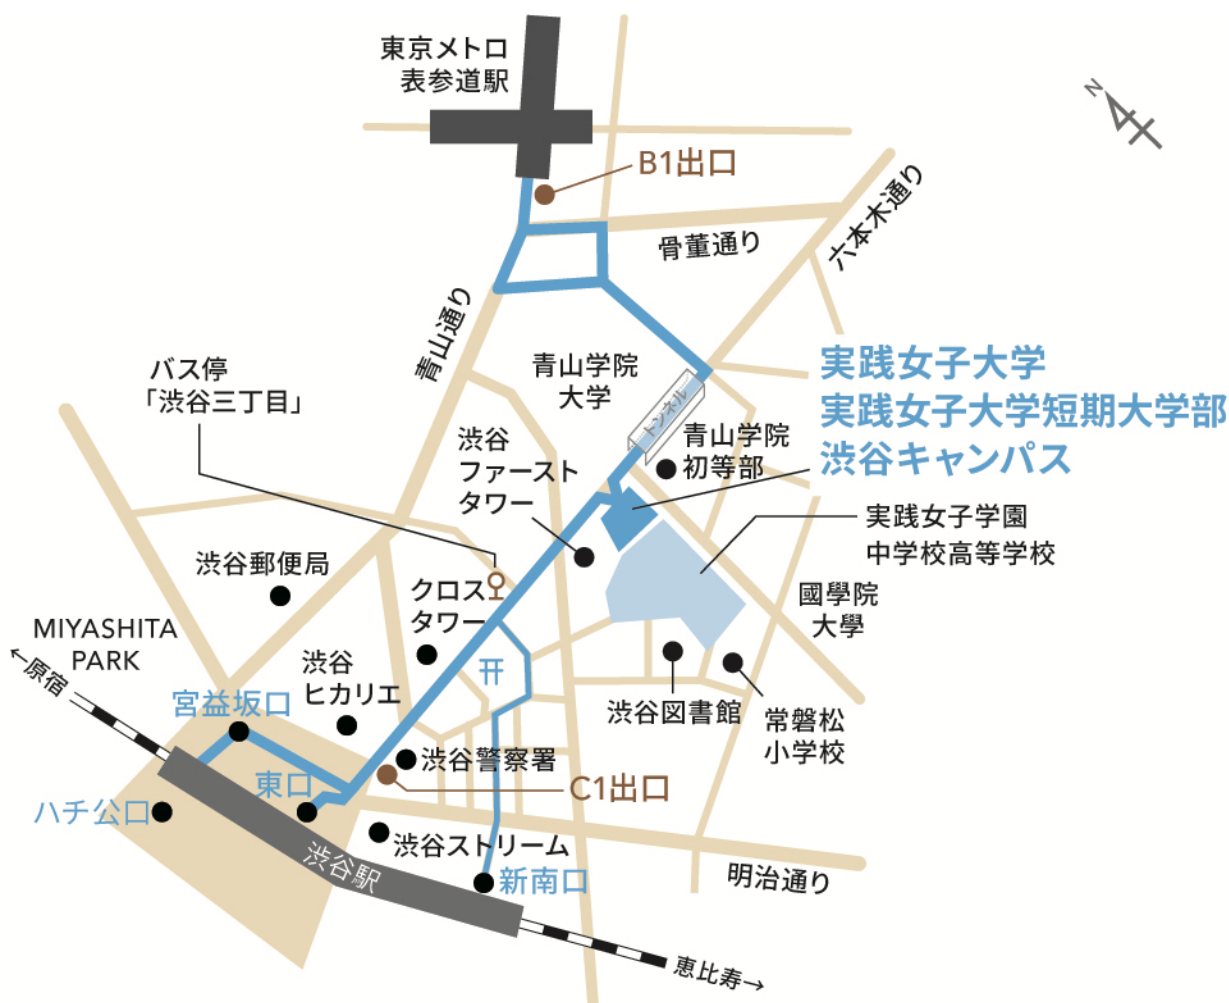 東京メトロ
表参道駅
N
B1出口
骨董通り
六本木通り
青山通り
バス停
「渋谷三丁目」
青山学院
大学
トンネル
実践女子大学
実践女子大学短期大学部
渋谷キャンパス
渋谷
ファースト
タワー
青山学院
初等部
実践女子学園
中学校高等学校
渋谷郵便局
クロス
タワー
國學院
大學
MIYASHITA
PARK
←原宿
渋谷
ヒカリエ
宮益坂口
渋谷図書館
常磐松
小学校
渋谷警察署
東口
C1出口
ハチ公口
渋谷駅
渋谷ストリーム
新南口
明治通り
恵比寿→